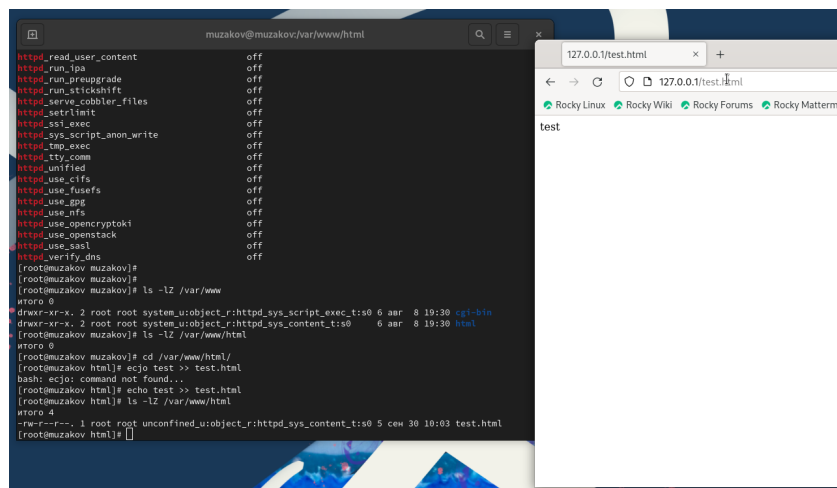 muzakov@muzakov:/var/www/html
httpd_read_user_content off
httpd_run_ipa off
httpd_run_preupgrade off
httpd_run_stickshift off
httpd_serve_cobbler_files off
httpd_setrlimit off
httpd_ssi_exec off
httpd_sys_script_anon_write off
httpd_tmp_exec off
httpd_tty_comm off
httpd_unified off
httpd_use_cifs off
httpd_use_fusefs off
httpd_use_gpg off
httpd_use_nfs off
httpd_use_opencryptoki off
httpd_use_openstack off
httpd_use_sasl off
httpd_verify_dns off
[root@muzakov muzakov]#
[root@muzakov muzakov]#
[root@muzakov muzakov]# ls -lZ /var/www
итого 0
drwxr-xr-x. 2 root root system_u:object_r:httpd_sys_script_exec_t:s0 6 авг 8 19:30 cgi-bin
drwxr-xr-x. 2 root root system_u:object_r:httpd_sys_content_t:s0 6 авг 8 19:30 html
[root@muzakov muzakov]# ls -lZ /var/www/html
итого 0
[root@muzakov muzakov]# cd /var/www/html/
[root@muzakov html]# ecjo test >> test.html
bash: ecjo: command not found...
[root@muzakov html]# echo test >> test.html
[root@muzakov html]# ls -lZ /var/www/html
итого 4
-rw-r--r--. 1 root root unconfined_u:object_r:httpd_sys_content_t:s0 5 сен 30 10:03 test.html
[root@muzakov html]#
127.0.0.1/test.html
127.0.0.1/test.html
Rocky Linux Rocky Wiki Rocky Forums Rocky Matterm
test